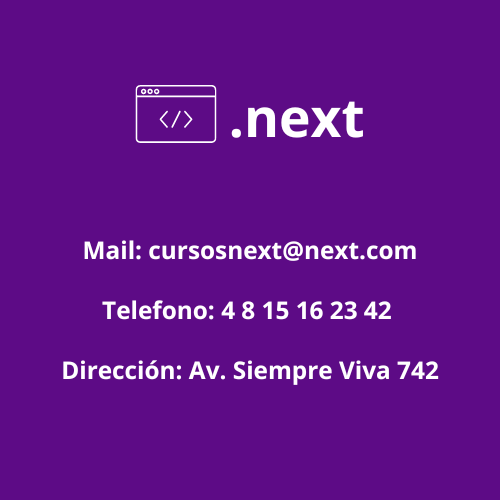 </>
.next
Mail: cursosnext@next.com
Telefono: 4 8 15 16 23 42
Dirección: Av. Siempre Viva 742